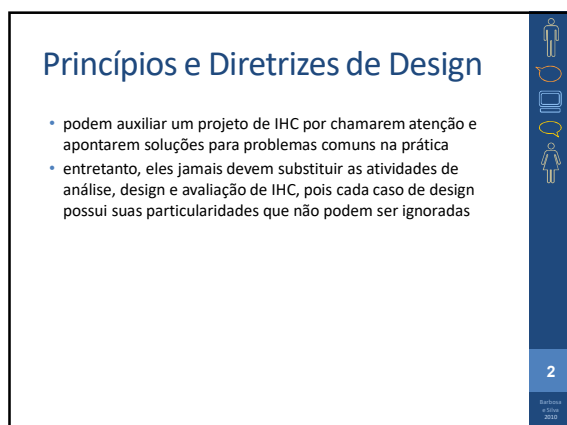 Princípios e Diretrizes de Design
• podem auxiliar um projeto de IHC por chamarem atenção e
apontarem soluções para problemas comuns na prática
• entretanto, eles jamais devem substituir as atividades de
análise, design e avaliação de IHC, pois cada caso de design
possui suas particularidades que não podem ser ignoradas
2
Barbosa
e Silva
2010